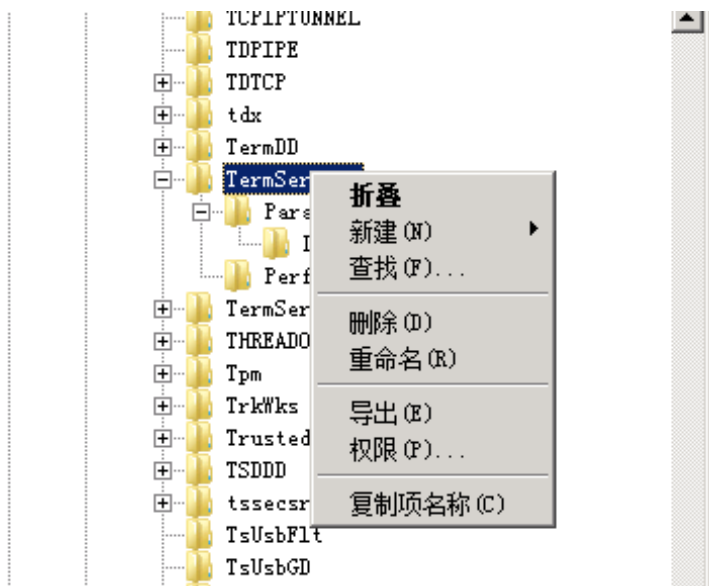 TCPIPTUNNEL
TDPIPE
TDTCP
tdx
TermDD
TermSer
Para
Perf
TermSer
THREADO
Tpm
TrkWks
Trusted
TSDDD
tssecsr
TsUsbFlt
TsUsbGD
折叠
新建(N)
查找(F)...
删除(D)
重命名(R)
导出(E)
权限(P)...
复制项名称(C)